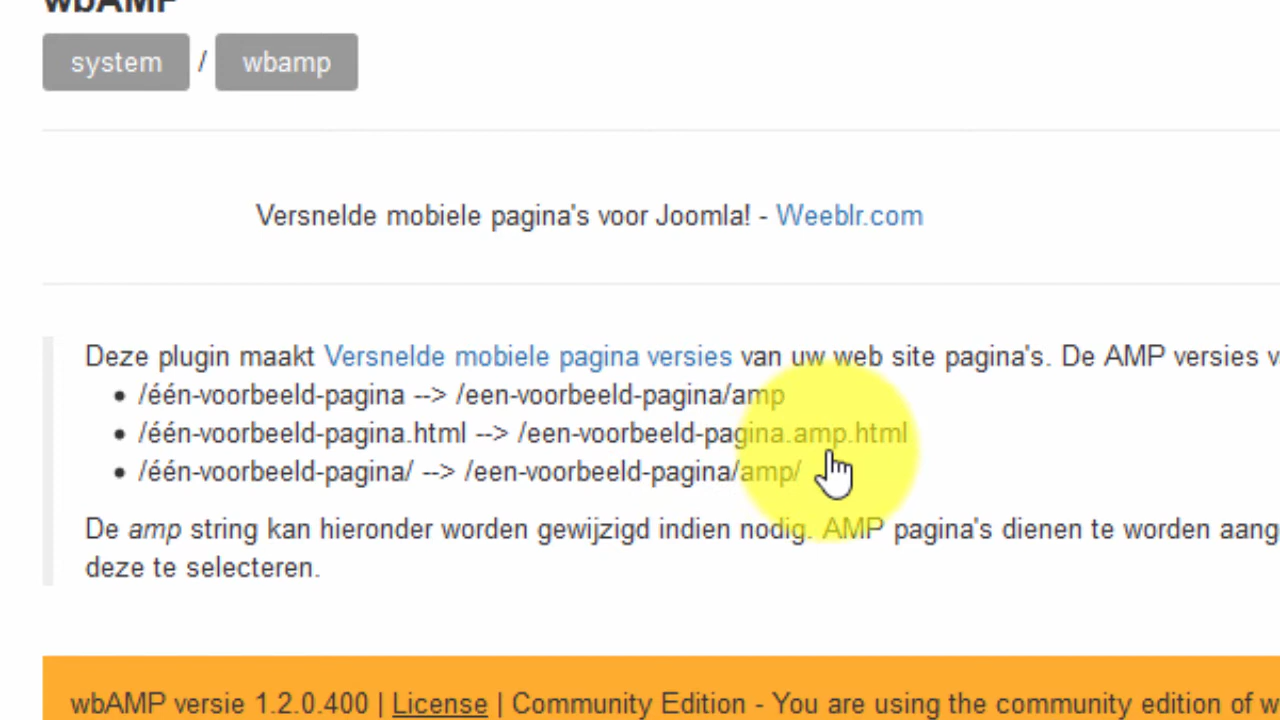 wbAMP
system / wbamp
Versnelde mobiele pagina's voor Joomla! - Weeblr.com
Deze plugin maakt Versnelde mobiele pagina versies van uw web site pagina's. De AMP versies
• /één-voorbeeld-pagina --> /een-voorbeeld-pagina/amp
• /één-voorbeeld-pagina.html --> /een-voorbeeld-pagina.amp.html
• /één-voorbeeld-pagina/ --> /een-voorbeeld-pagina/amp/
De amp string kan hieronder worden gewijzigd indien nodig. AMP pagina's dienen te worden
deze te selecteren.
wbAMP versie 1.2.0.400 | License | Community Edition - You are using the community edition of